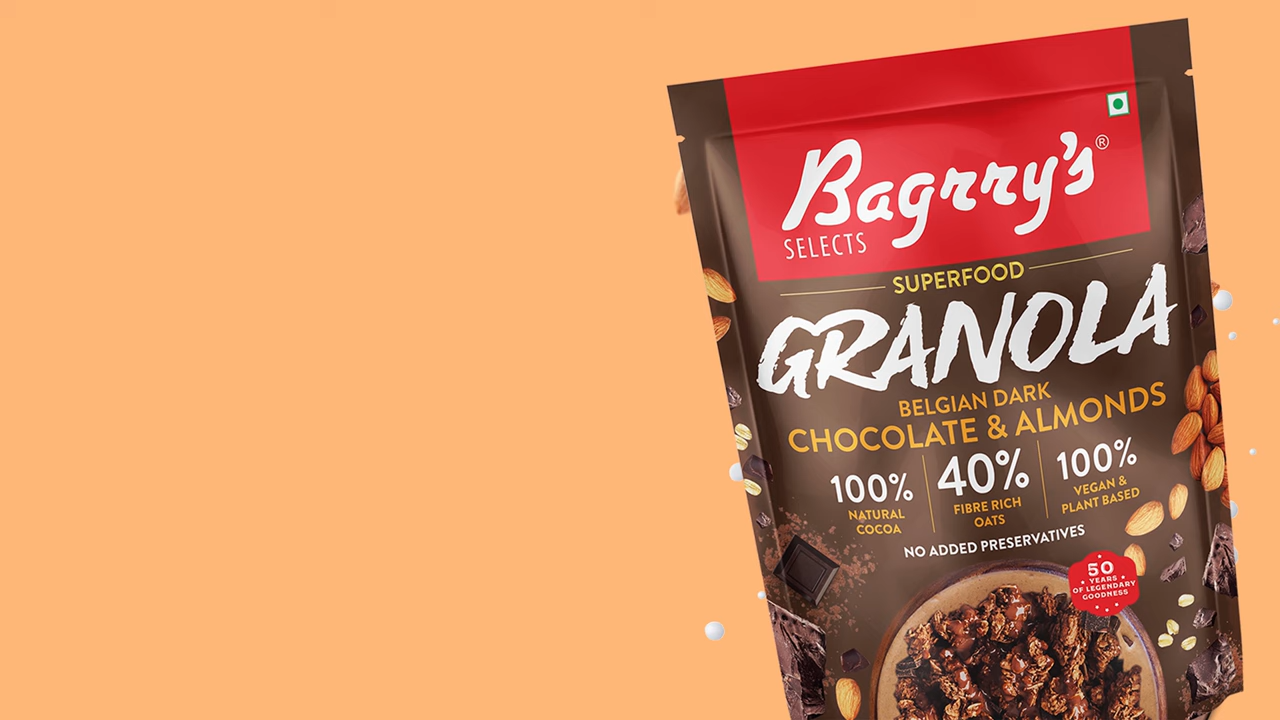 Bagrry's®
SELECTS
SUPERFOOD
GRANOLA
BELGIAN DARK
CHOCOLATE & ALMONDS
100%
NATURAL
COCOA
40%
FIBRE RICH
OATS
100%
VEGAN &
PLANT BASED
NO ADDED PRESERVATIVES
50
YEARS
OF LEGENDARY
GOODNESS